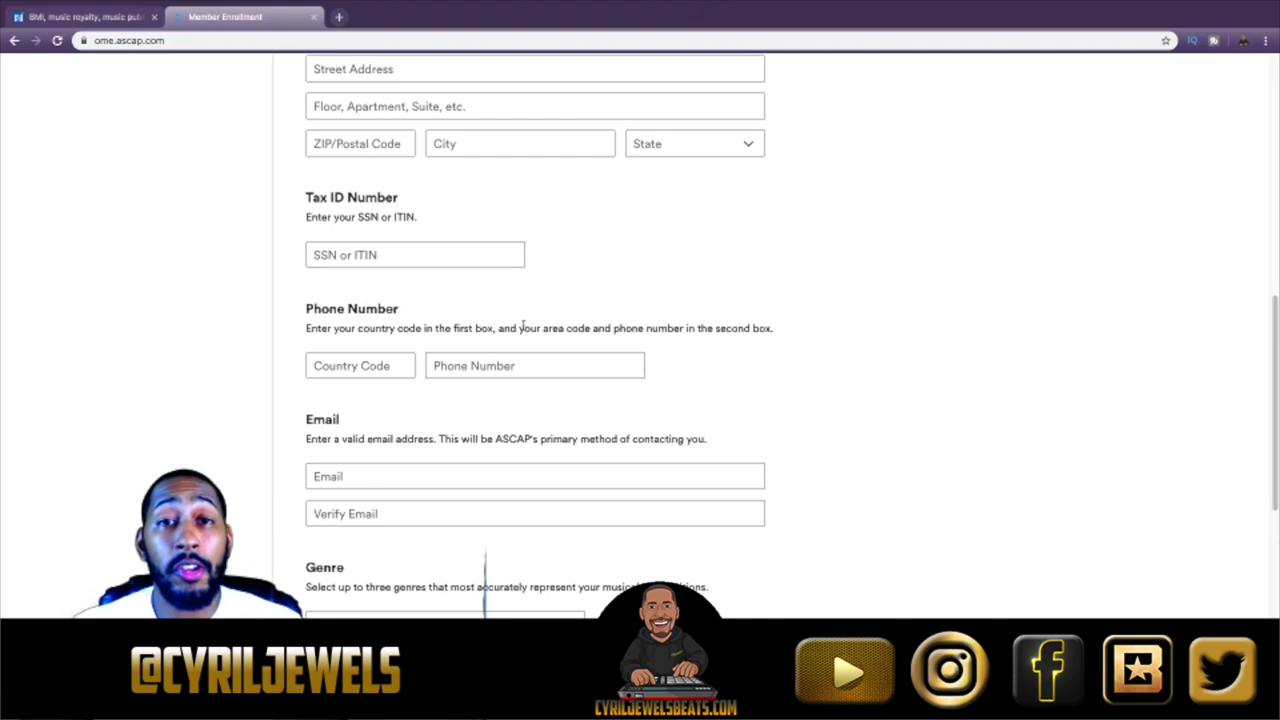 BMI, music royalty, music publ
Member Enrollment
ome.ascap.com
IQ
Street Address
Floor, Apartment, Suite, etc.
ZIP/Postal Code
City
State
Tax ID Number
Enter your SSN or ITIN.
SSN or ITIN
Phone Number
Enter your country code in the first box, and your area code and phone number in the second box.
Country Code
Phone Number
Email
Enter a valid email address. This will be ASCAP's primary method of contacting you.
Email
Verify Email
Genre
Select up to three genres that most accurately represent your music
@CYRILJEWELS
CYRILJEWELSBEATS.COM